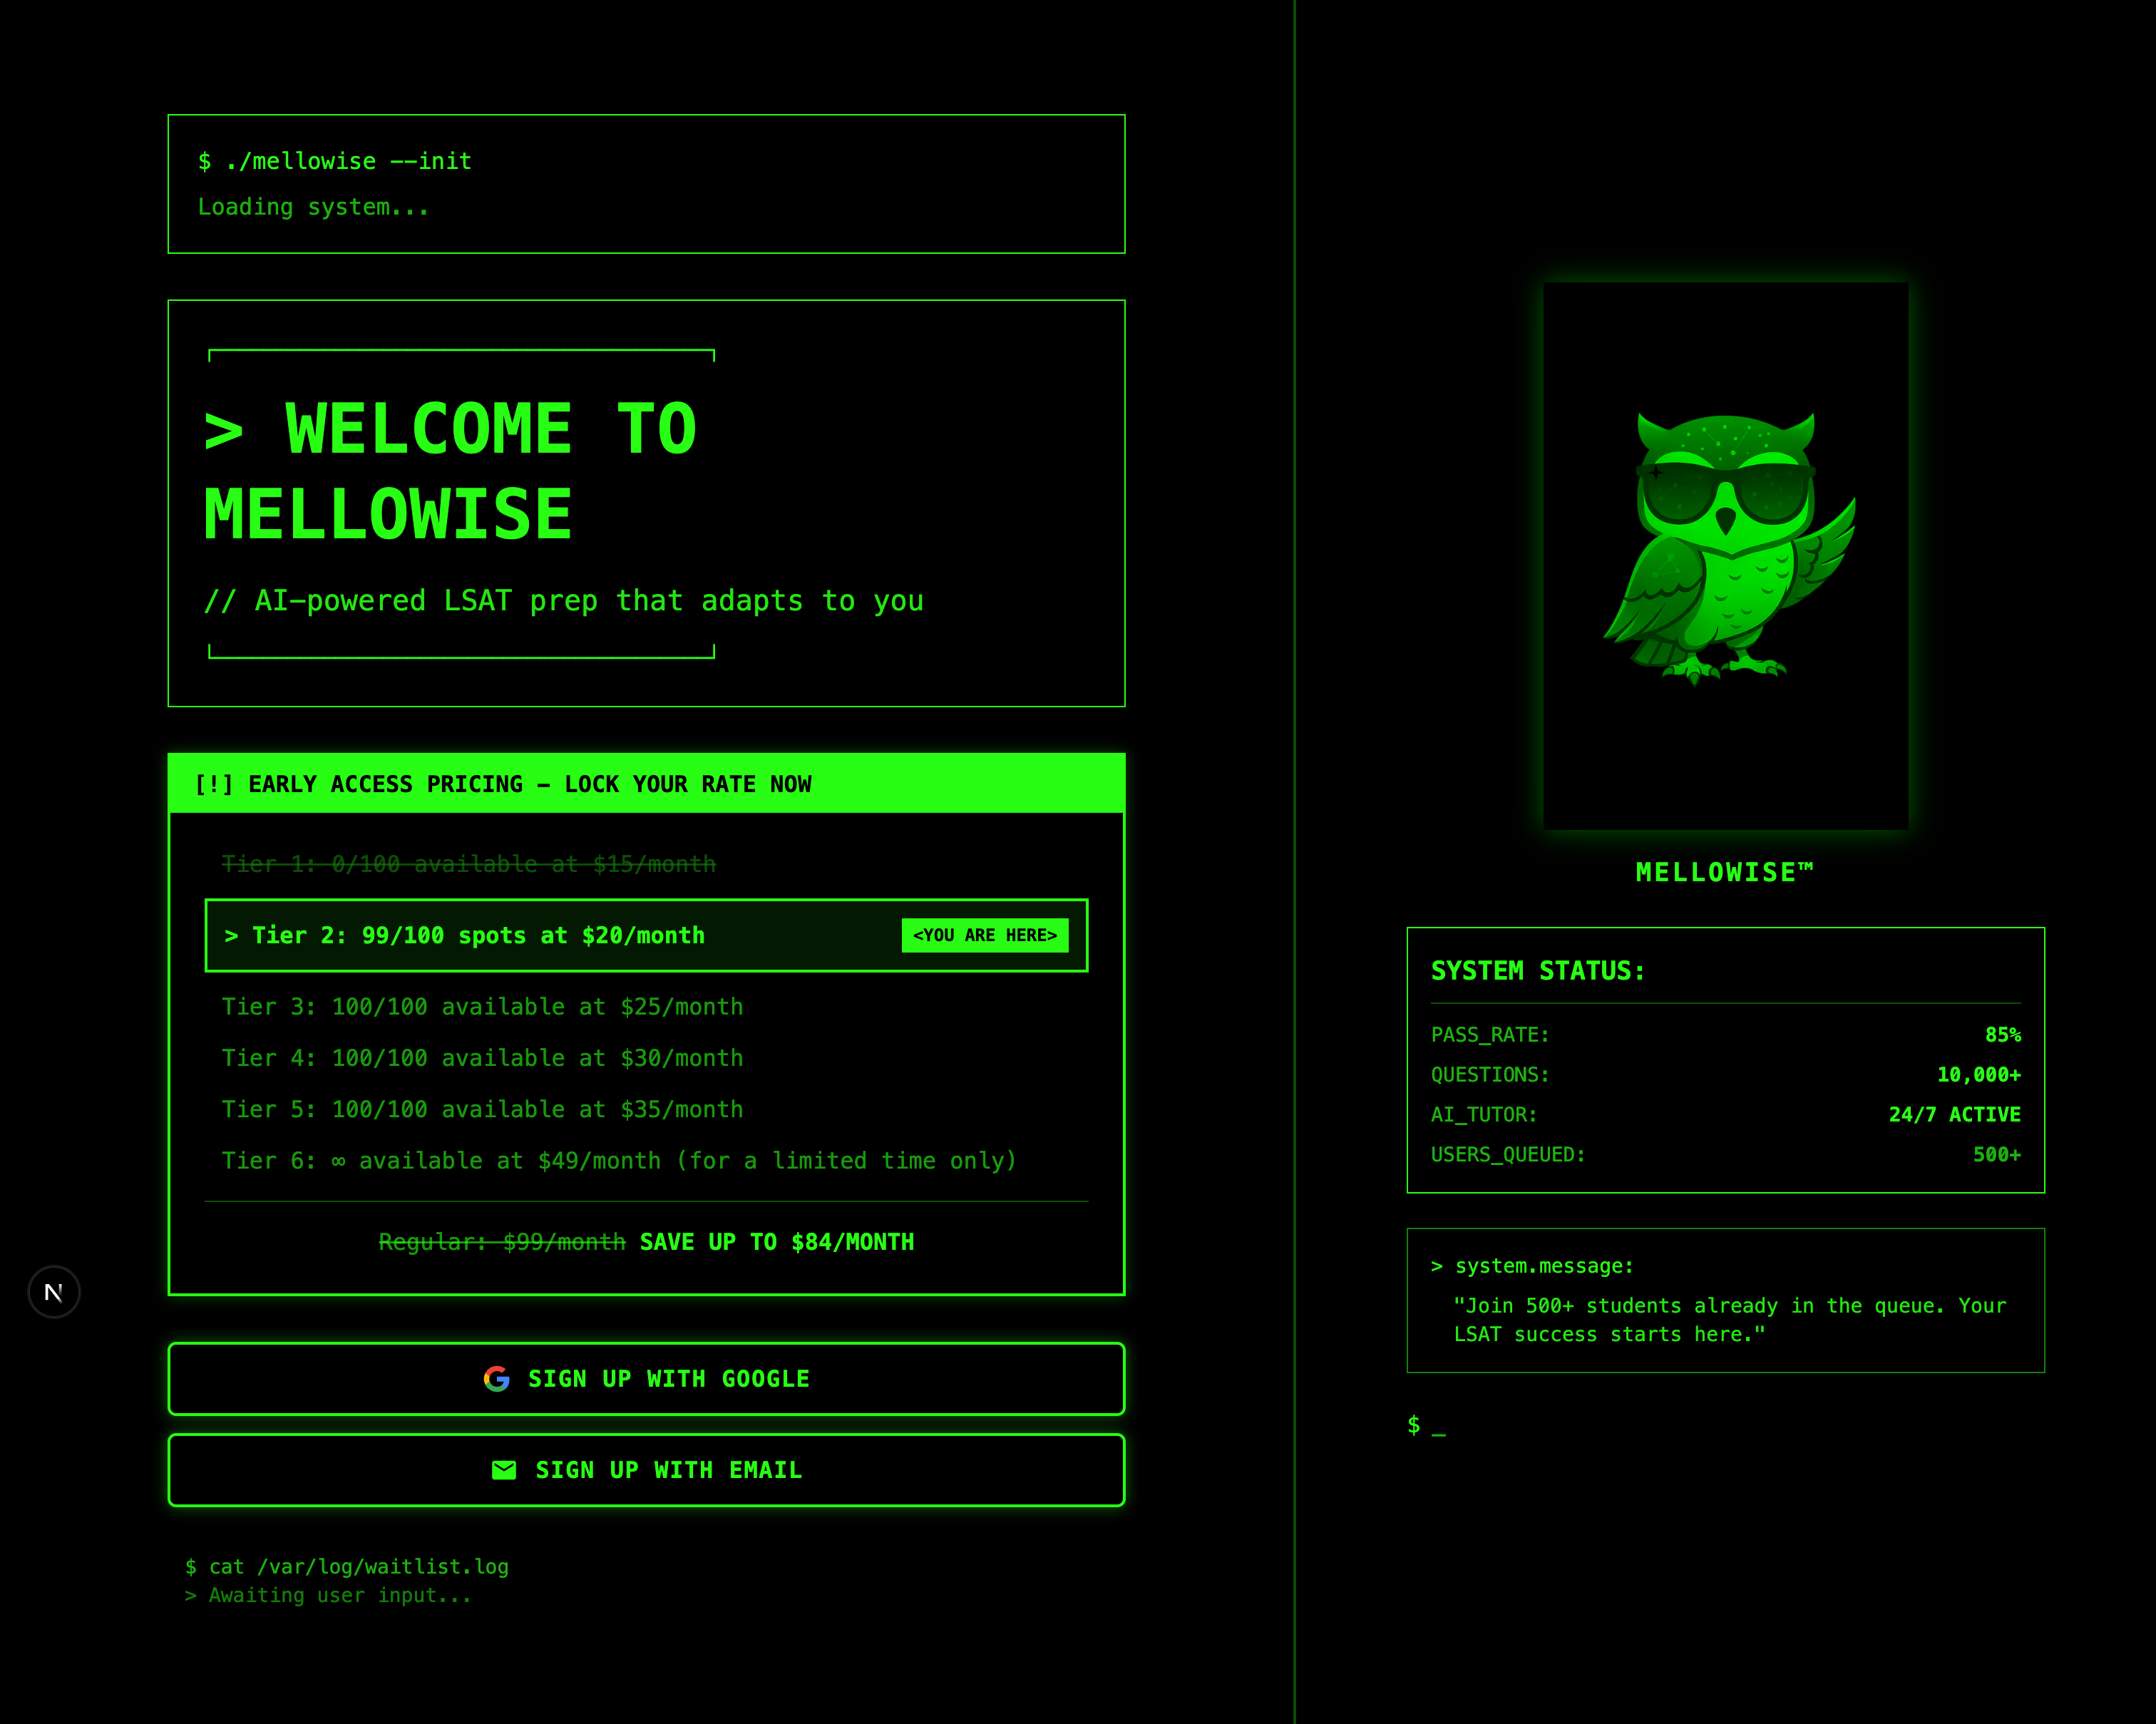 $ ./mellowise --init
Loading system...
> WELCOME TO
MELLOWISE
// AI-powered LSAT prep that adapts to you
[!] EARLY ACCESS PRICING - LOCK YOUR RATE NOW
Tier 1: 0/100 available at $15/month
> Tier 2: 99/100 spots at $20/month <YOU ARE HERE>
Tier 3: 100/100 available at $25/month
Tier 4: 100/100 available at $30/month
Tier 5: 100/100 available at $35/month
Tier 6: ∞ available at $49/month (for a limited time only)
Regular: $99/month SAVE UP TO $84/MONTH
SIGN UP WITH GOOGLE
SIGN UP WITH EMAIL
$ cat /var/log/waitlist.log
> Awaiting user input...
N
MELLOWISE™
SYSTEM STATUS:
PASS_RATE: 85%
QUESTIONS: 10,000+
AI_TUTOR: 24/7 ACTIVE
USERS_QUEUED: 500+
> system.message:
"Join 500+ students already in the queue. Your
LSAT success starts here."
$ _